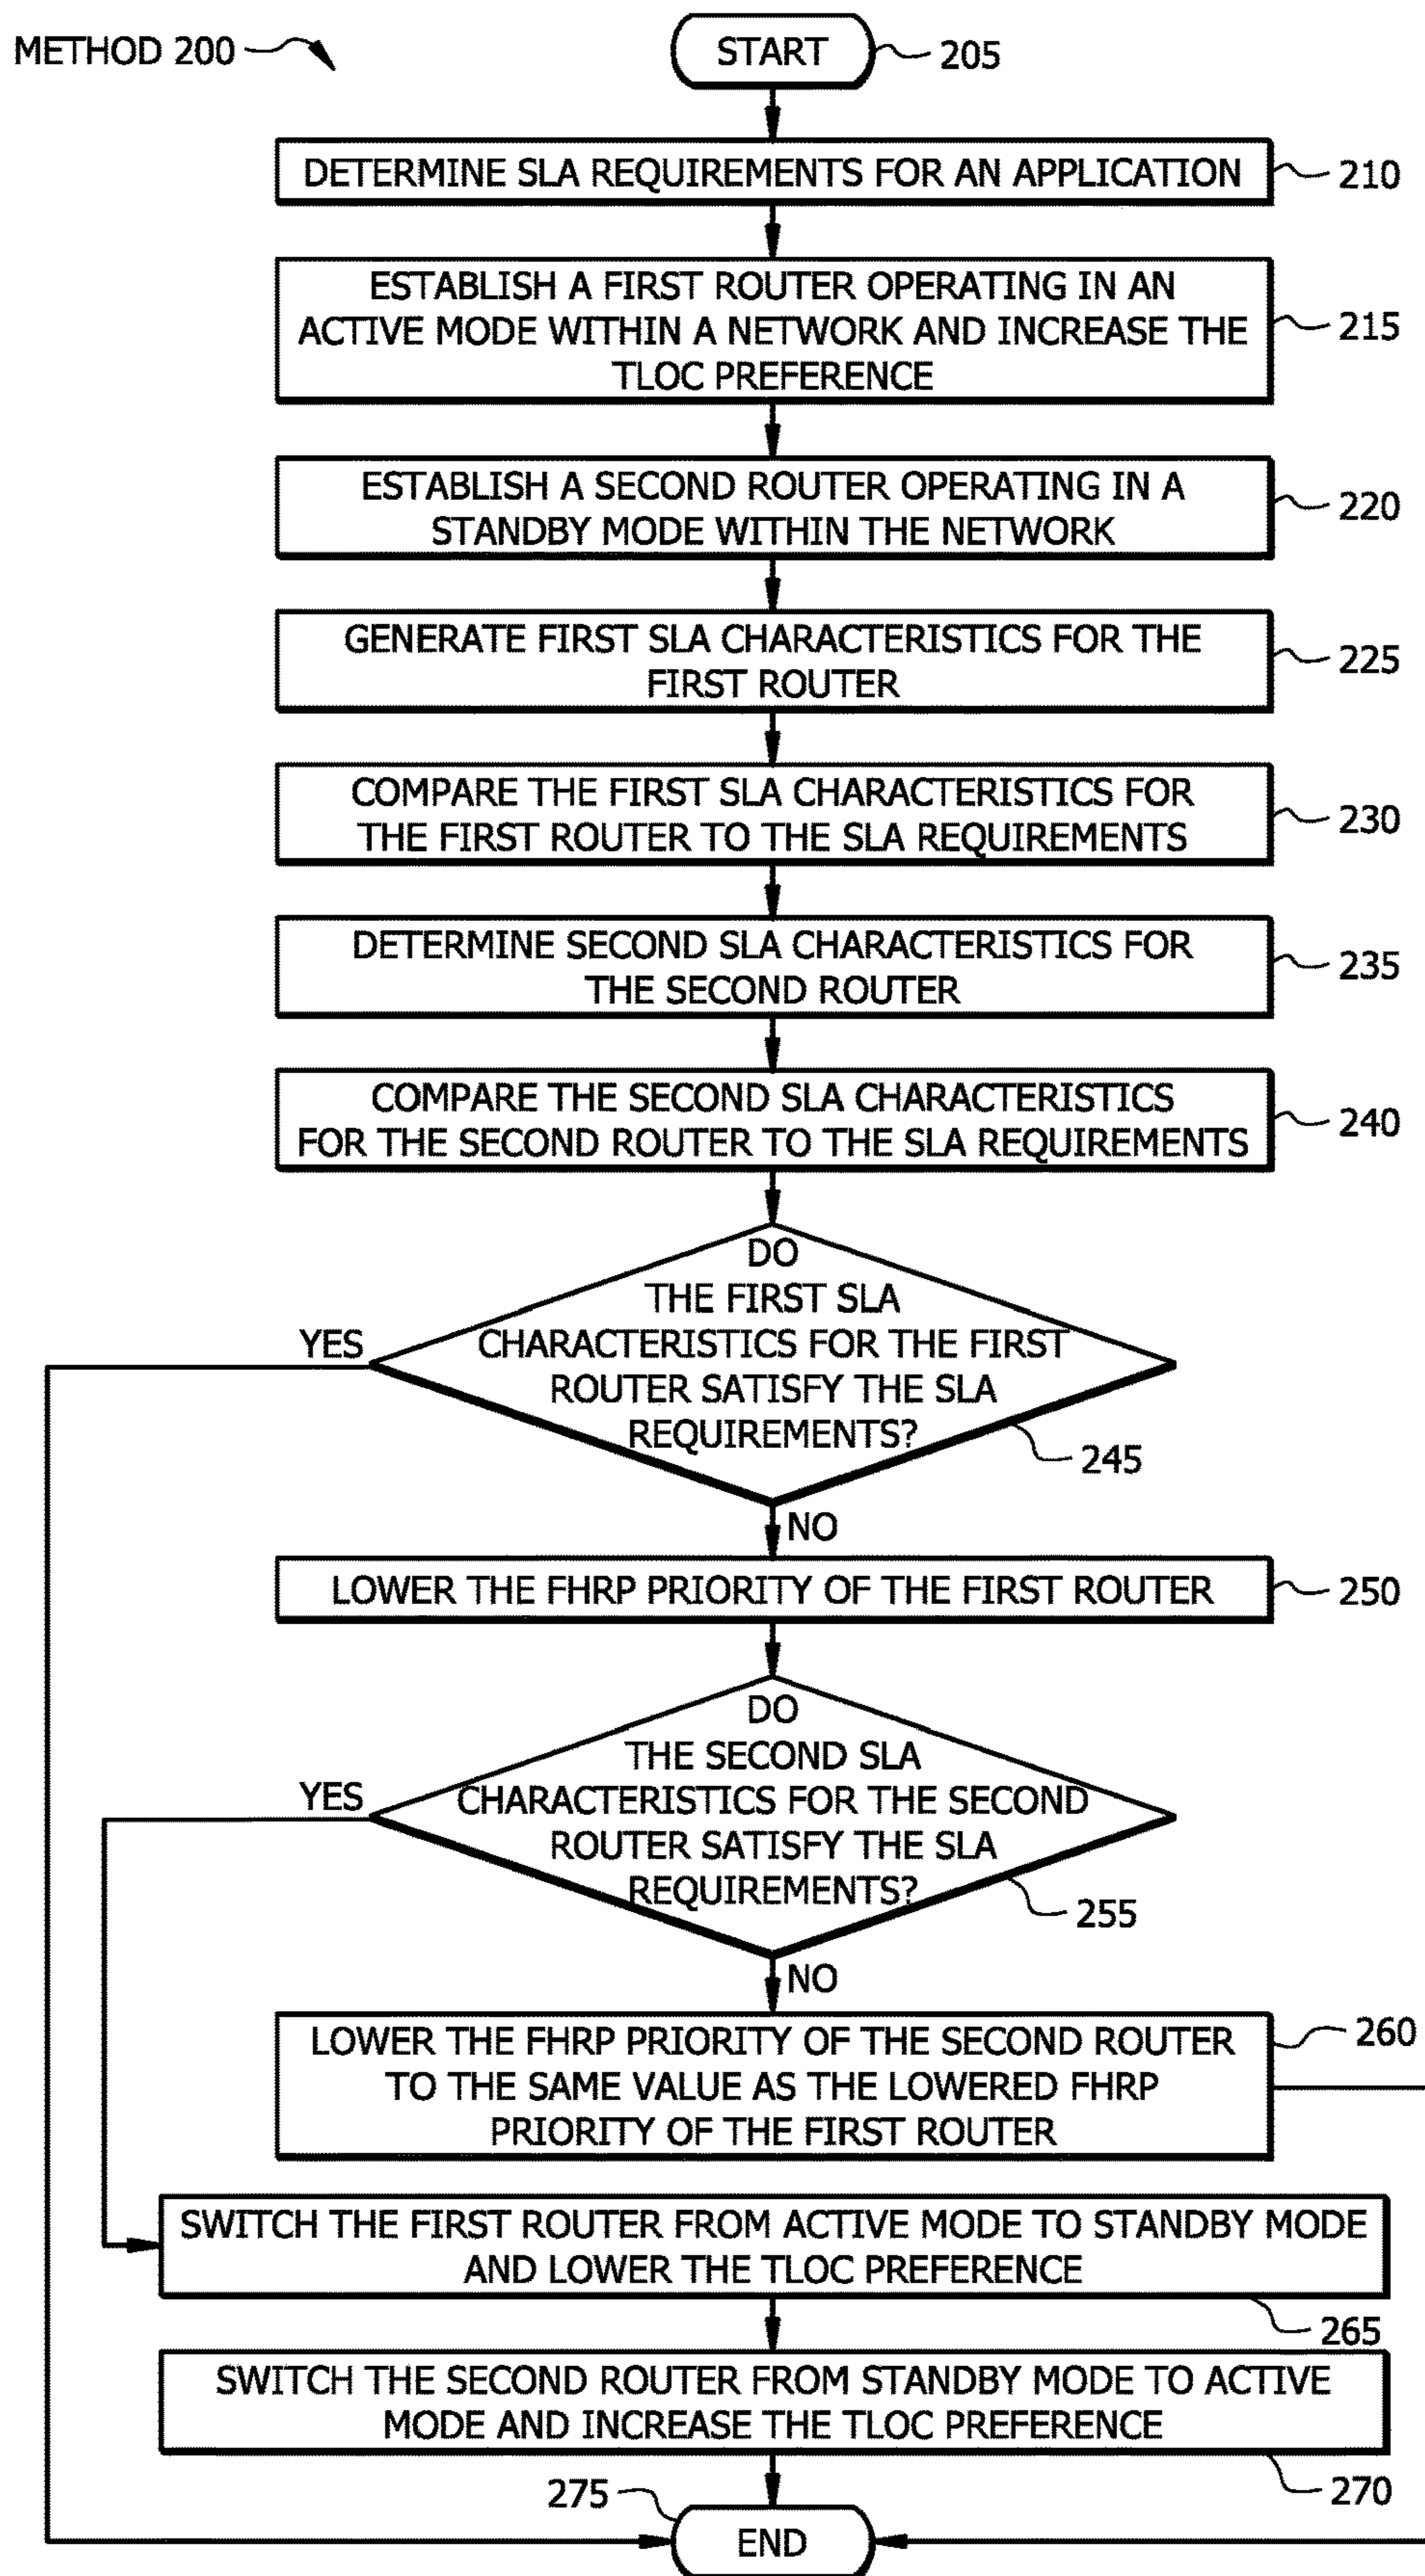 METHOD 200
START
205
DETERMINE SLA REQUIREMENTS FOR AN APPLICATION
210
ESTABLISH A FIRST ROUTER OPERATING IN AN
ACTIVE MODE WITHIN A NETWORK AND INCREASE THE
TLOC PREFERENCE
215
ESTABLISH A SECOND ROUTER OPERATING IN A
STANDBY MODE WITHIN THE NETWORK
220
GENERATE FIRST SLA CHARACTERISTICS FOR THE
FIRST ROUTER
225
COMPARE THE FIRST SLA CHARACTERISTICS FOR
THE FIRST ROUTER TO THE SLA REQUIREMENTS
230
DETERMINE SECOND SLA CHARACTERISTICS FOR
THE SECOND ROUTER
235
COMPARE THE SECOND SLA CHARACTERISTICS
FOR THE SECOND ROUTER TO THE SLA REQUIREMENTS
240
DO
THE FIRST SLA
CHARACTERISTICS FOR THE FIRST
ROUTER SATISFY THE SLA
REQUIREMENTS?
YES
245
NO
LOWER THE FHRP PRIORITY OF THE FIRST ROUTER
250
DO
THE SECOND SLA
CHARACTERISTICS FOR THE SECOND
ROUTER SATISFY THE SLA
REQUIREMENTS?
YES
255
NO
LOWER THE FHRP PRIORITY OF THE SECOND ROUTER
TO THE SAME VALUE AS THE LOWERED FHRP
PRIORITY OF THE FIRST ROUTER
260
SWITCH THE FIRST ROUTER FROM ACTIVE MODE TO STANDBY MODE
AND LOWER THE TLOC PREFERENCE
265
SWITCH THE SECOND ROUTER FROM STANDBY MODE TO ACTIVE
MODE AND INCREASE THE TLOC PREFERENCE
270
275
END